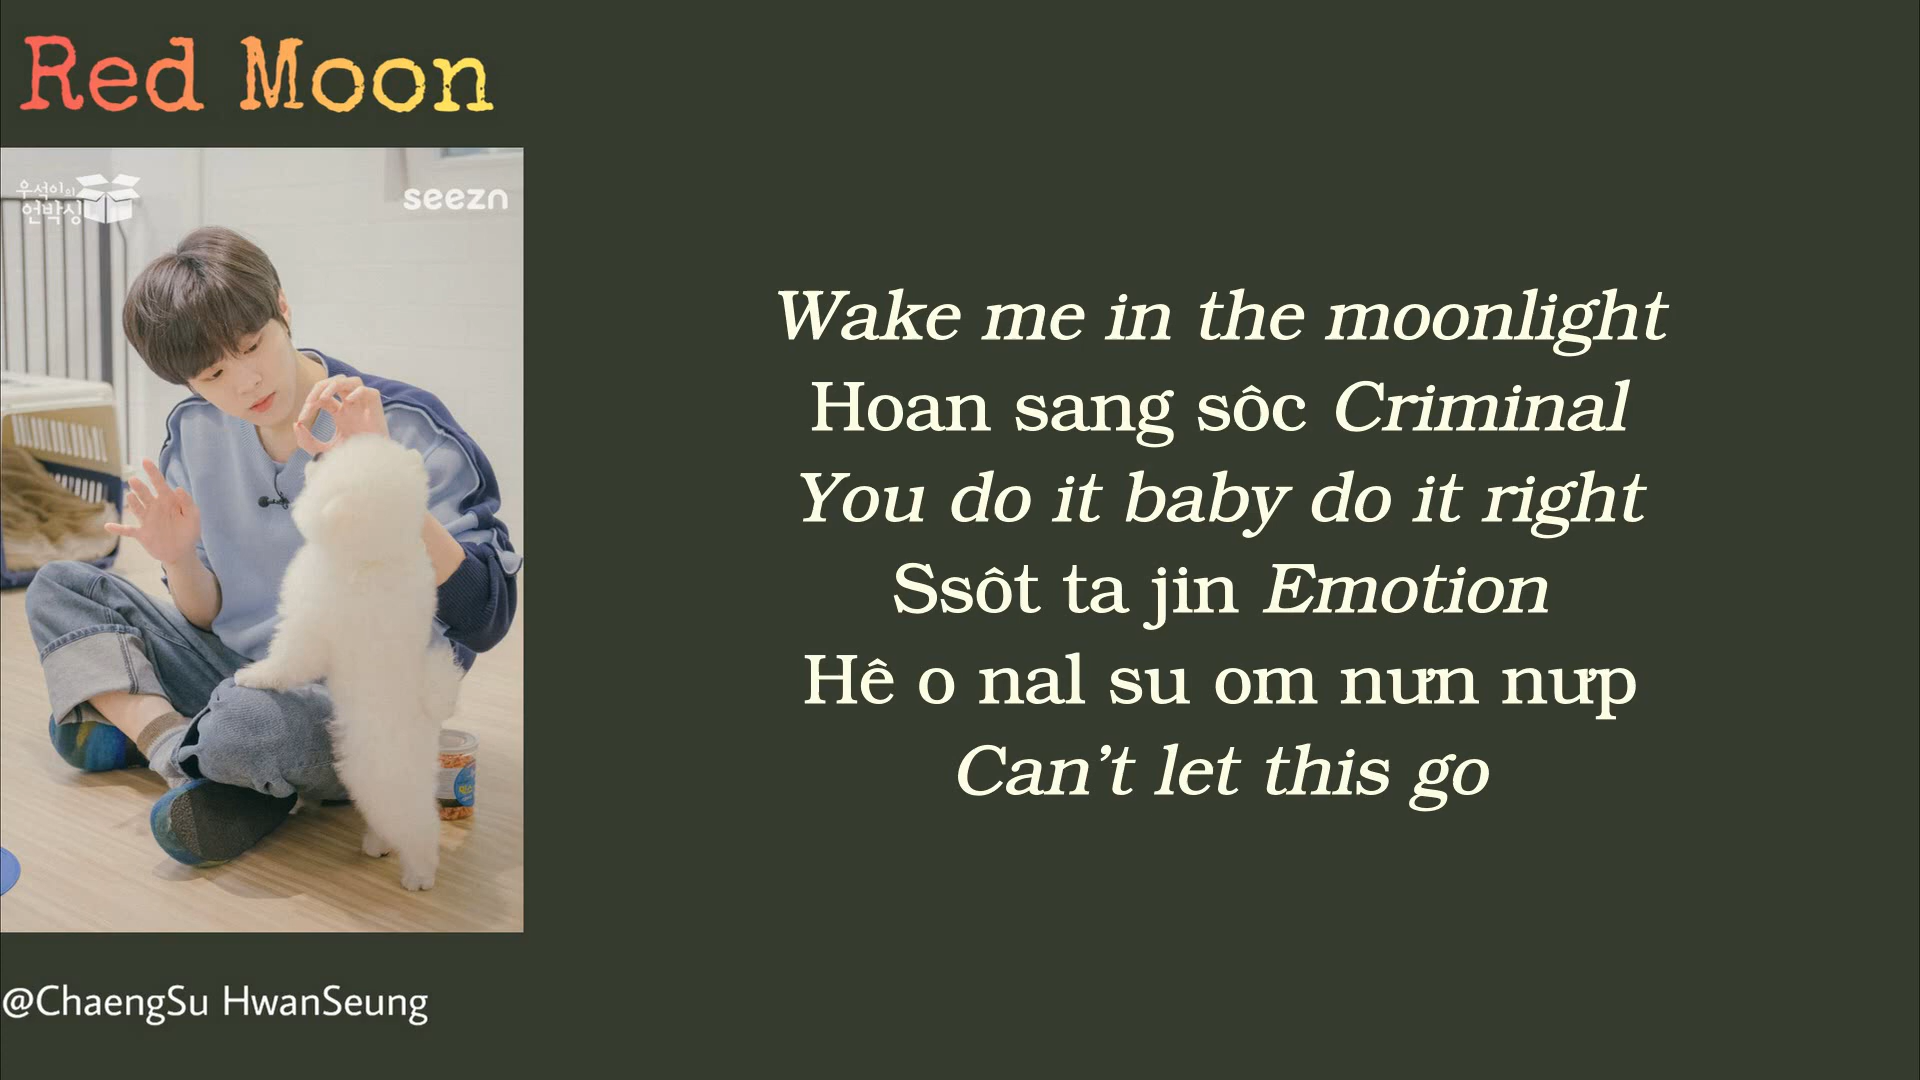 Red Moon
우석이의
언박싱
seezn
Wake me in the moonlight
Hoan sang sôc Criminal
You do it baby do it right
Ssôt ta jin Emotion
Hê o nal su om nưn nưp
Can’t let this go
@ChaengSu HwanSeung